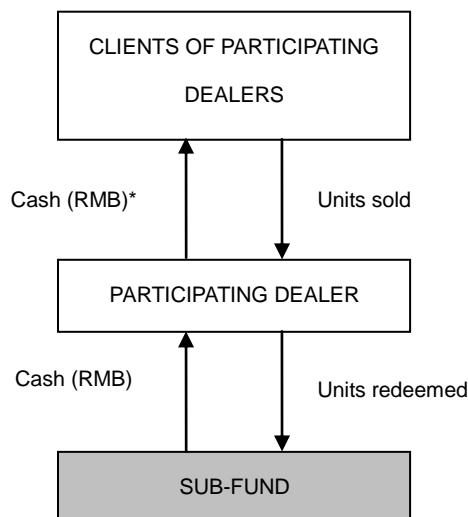 CLIENTS OF PARTICIPATING
DEALERS
Cash (RMB)*
Units sold
PARTICIPATING DEALER
Cash (RMB)
Units redeemed
SUB-FUND